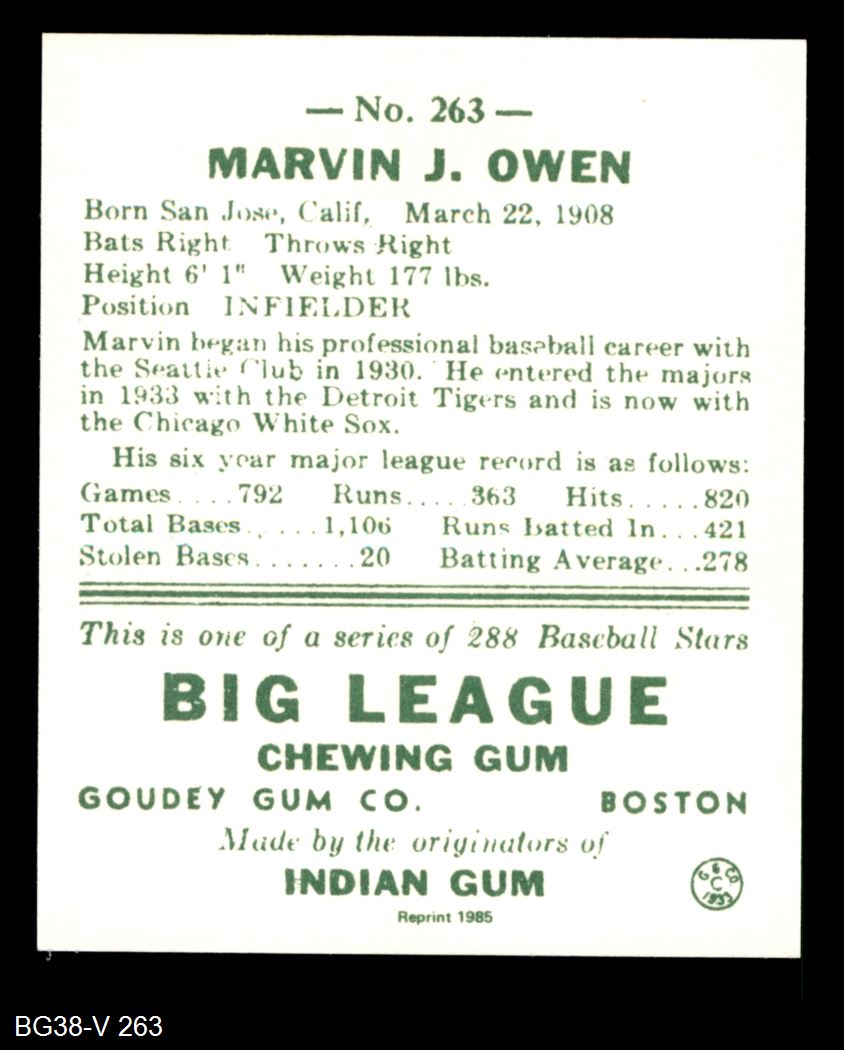 — No. 263 —
MARVIN J. OWEN
Born San Jose, Calif, March 22, 1908
Bats Right Throws Right
Height 6' 1" Weight 177 lbs.
Position INFIELDER
Marvin began his professional baseball career with
the Seattle Club in 1930. He entered the majors
in 1933 with the Detroit Tigers and is now with
the Chicago White Sox.
His six year major league record is as follows:
Games....792 Runs.....363 Hits......820
Total Bases.......1,106 Runs Batted In...421
Stolen Bases........20 Batting Average...278
This is one of a series of 288 Baseball Stars
BIG LEAGUE
CHEWING GUM
GOUDEY GUM CO. BOSTON
Made by the originators of
INDIAN GUM
G G CO
C
1933
Reprint 1985
BG38-V 263